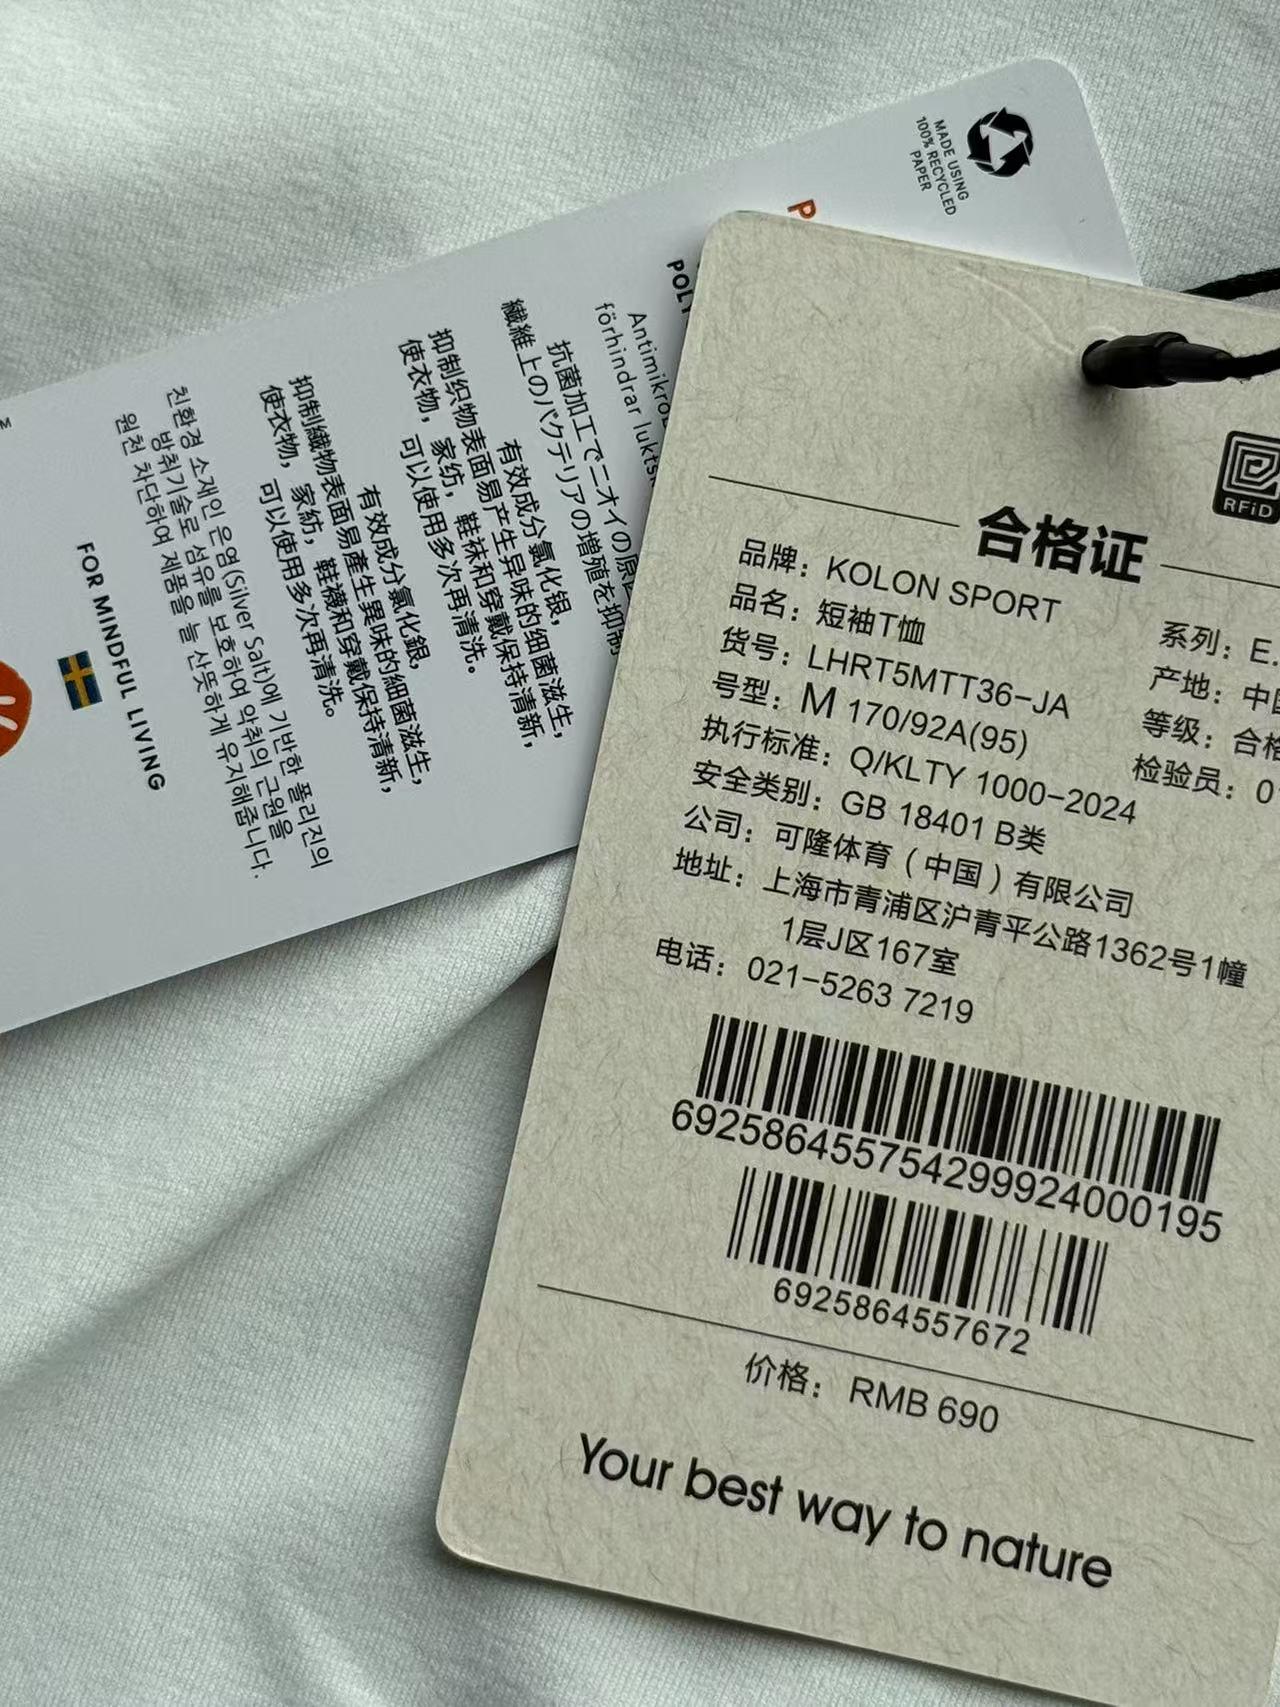 MADE USING
100% RECYCLED
PAPER
P
POLY
Antimikrob
förhindrar luktsk
抗菌加工でニオイの原因
繊維上のバクテリアの増殖を抑制
有效成分氯化银,
抑制织物表面易产生异味的细菌滋生,
使衣物，家纺，鞋袜和穿戴保持清新,
可以使用多次再清洗。
有效成分氯化銀,
抑制織物表面易產生異味的細菌滋生,
使衣物，家紡，鞋襪和穿戴保持清新,
可以使用多次再清洗。
친환경 소재인 은염(Silver Salt)에 기반한 폴리진의
방취기술로 섬유를 보호하여 악취의 근원을
원천 차단하여 제품을 늘 산뜻하게 유지해줍니다.
FOR MINDFUL LIVING
RFiD
合格证
品牌：KOLON SPORT
系列：E.
品名：短袖T恤
产地：中国
货号：LHRT5MTT36-JA
等级：合格
号型：M 170/92A(95)
检验员：0
执行标准：Q/KLTY 1000-2024
安全类别：GB 18401 B类
公司：可隆体育（中国）有限公司
地址：上海市青浦区沪青平公路1362号1幢
1层J区167室
电话：021-5263 7219
692586455754299924000195
6925864557672
价格：RMB 690
Your best way to nature